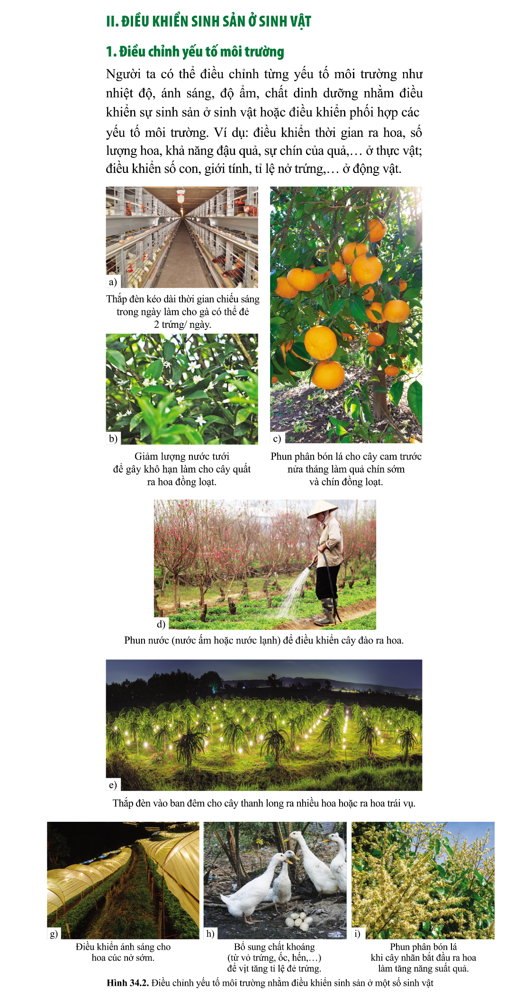 II. ĐIỀU KHIỂN SINH SẢN Ở SINH VẬT
1. Điều chỉnh yếu tố môi trường
Người ta có thể điều chỉnh từng yếu tố môi trường như
nhiệt độ, ánh sáng, độ ẩm, chất dinh dưỡng nhằm điều
khiển sự sinh sản ở sinh vật hoặc điều khiển phối hợp các
yếu tố môi trường. Ví dụ: điều khiển thời gian ra hoa, số
lượng hoa, khả năng đậu quả, sự chín của quả,… ở thực vật;
điều khiển số con, giới tính, tỉ lệ nở trứng,… ở động vật.
a)
Thắp đèn kéo dài thời gian chiếu sáng
trong ngày làm cho gà có thể đẻ
2 trứng/ ngày.
b)
Giảm lượng nước tưới
để gây khô hạn làm cho cây quất
ra hoa đồng loạt.
c)
Phun phân bón lá cho cây cam trước
nửa tháng làm quả chín sớm
và chín đồng loạt.
d)
Phun nước (nước ấm hoặc nước lạnh) để điều khiển cây đào ra hoa.
e)
Thắp đèn vào ban đêm cho cây thanh long ra nhiều hoa hoặc ra hoa trái vụ.
g)
Điều khiển ánh sáng cho
hoa cúc nở sớm.
h)
Bổ sung chất khoáng
(từ vỏ trứng, ốc, hến,…)
để vịt tăng tỉ lệ đẻ trứng.
i)
Phun phân bón lá
khi cây nhãn bắt đầu ra hoa
làm tăng năng suất quả.
Hình 34.2. Điều chỉnh yếu tố môi trường nhằm điều khiển sinh sản ở một số sinh vật